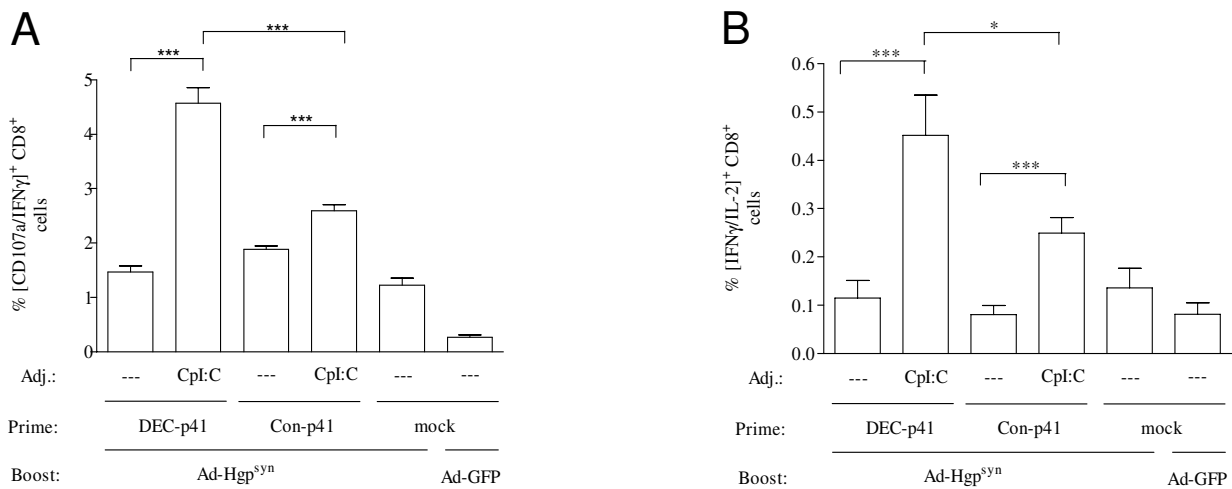 A
% [CD107a/IFNγ]⁺ CD8⁺
cells
5
4
3
2
1
0
***
***
***
Adj.: --- CpI:C --- CpI:C --- ---
Prime: DEC-p41 Con-p41 mock
Boost: Ad-Hgpˢʸⁿ Ad-GFP
B
% [IFNγ/IL-2]⁺ CD8⁺
cells
0.6
0.5
0.4
0.3
0.2
0.1
0.0
***
*
***
Adj.: --- CpI:C --- CpI:C --- ---
Prime: DEC-p41 Con-p41 mock
Boost: Ad-Hgpˢʸⁿ Ad-GFP